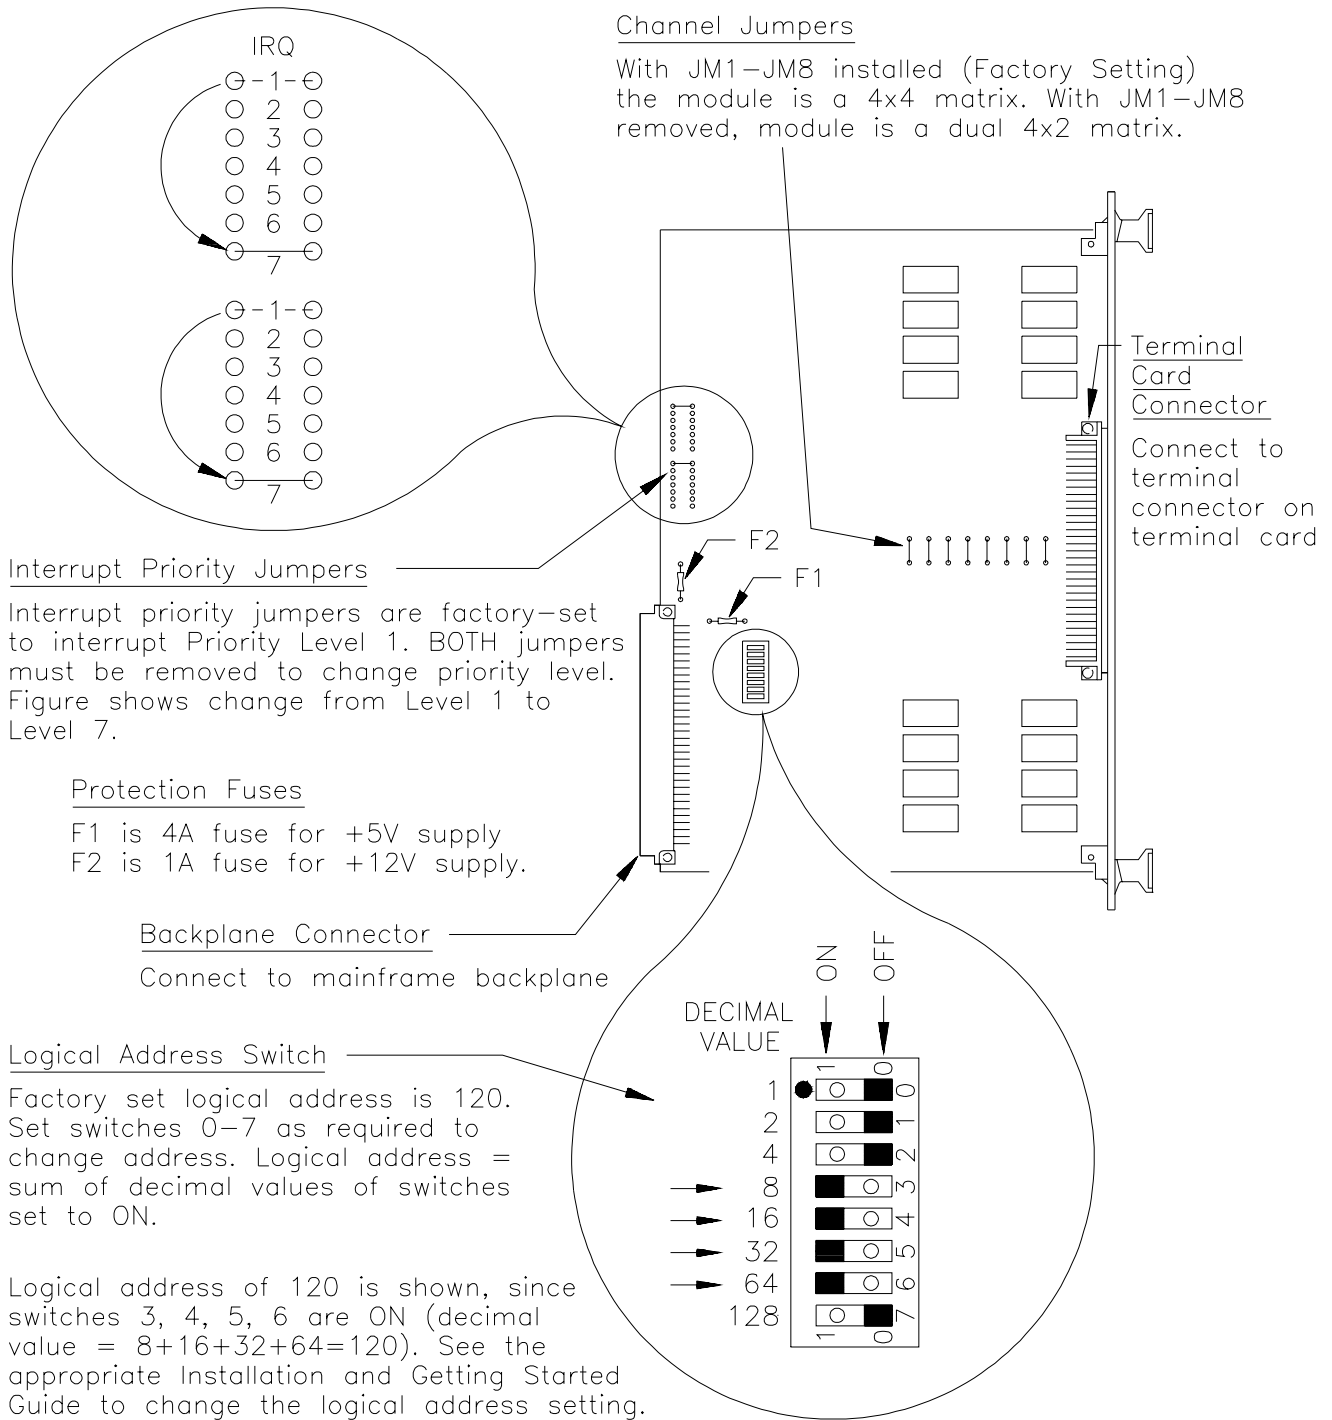 IRQ
1
2
3
4
5
6
7
1
2
3
4
5
6
7
Channel Jumpers
With JM1-JM8 installed (Factory Setting)
the module is a 4x4 matrix. With JM1-JM8
removed, module is a dual 4x2 matrix.
Terminal
Card
Connector
Connect to
terminal
connector on
terminal card
F2
F1
Interrupt Priority Jumpers
Interrupt priority jumpers are factory-set
to interrupt Priority Level 1. BOTH jumpers
must be removed to change priority level.
Figure shows change from Level 1 to
Level 7.
Protection Fuses
F1 is 4A fuse for +5V supply
F2 is 1A fuse for +12V supply.
Backplane Connector
Connect to mainframe backplane
Logical Address Switch
Factory set logical address is 120.
Set switches 0-7 as required to
change address. Logical address =
sum of decimal values of switches
set to ON.
Logical address of 120 is shown, since
switches 3, 4, 5, 6 are ON (decimal
value = 8+16+32+64=120). See the
appropriate Installation and Getting Started
Guide to change the logical address setting.
ON OFF
DECIMAL
VALUE
1 0
1 0
2 1
4 2
8 3
16 4
32 5
64 6
128 7
1 0